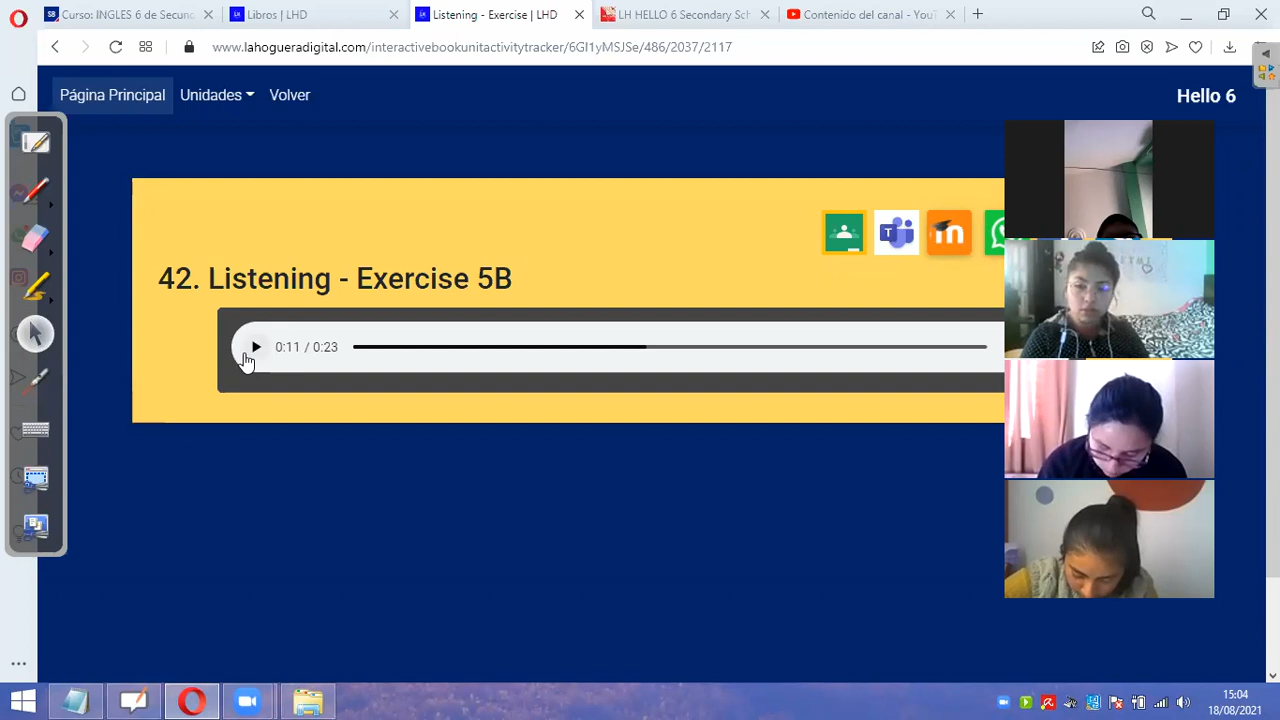 Curso: INGLES 6 de Secunc
Libros | LHD
Listening - Exercise | LHD
LH HELLO 6 Secondary Sc
Contenido del canal - YouT
www.lahogueradigital.com/interactivebookunitactivitytracker/6GI1yMSJSe/486/2037/2117
Página Principal
Unidades
Volver
Hello 6
42. Listening - Exercise 5B
0:11 / 0:23
15:04
18/08/2021